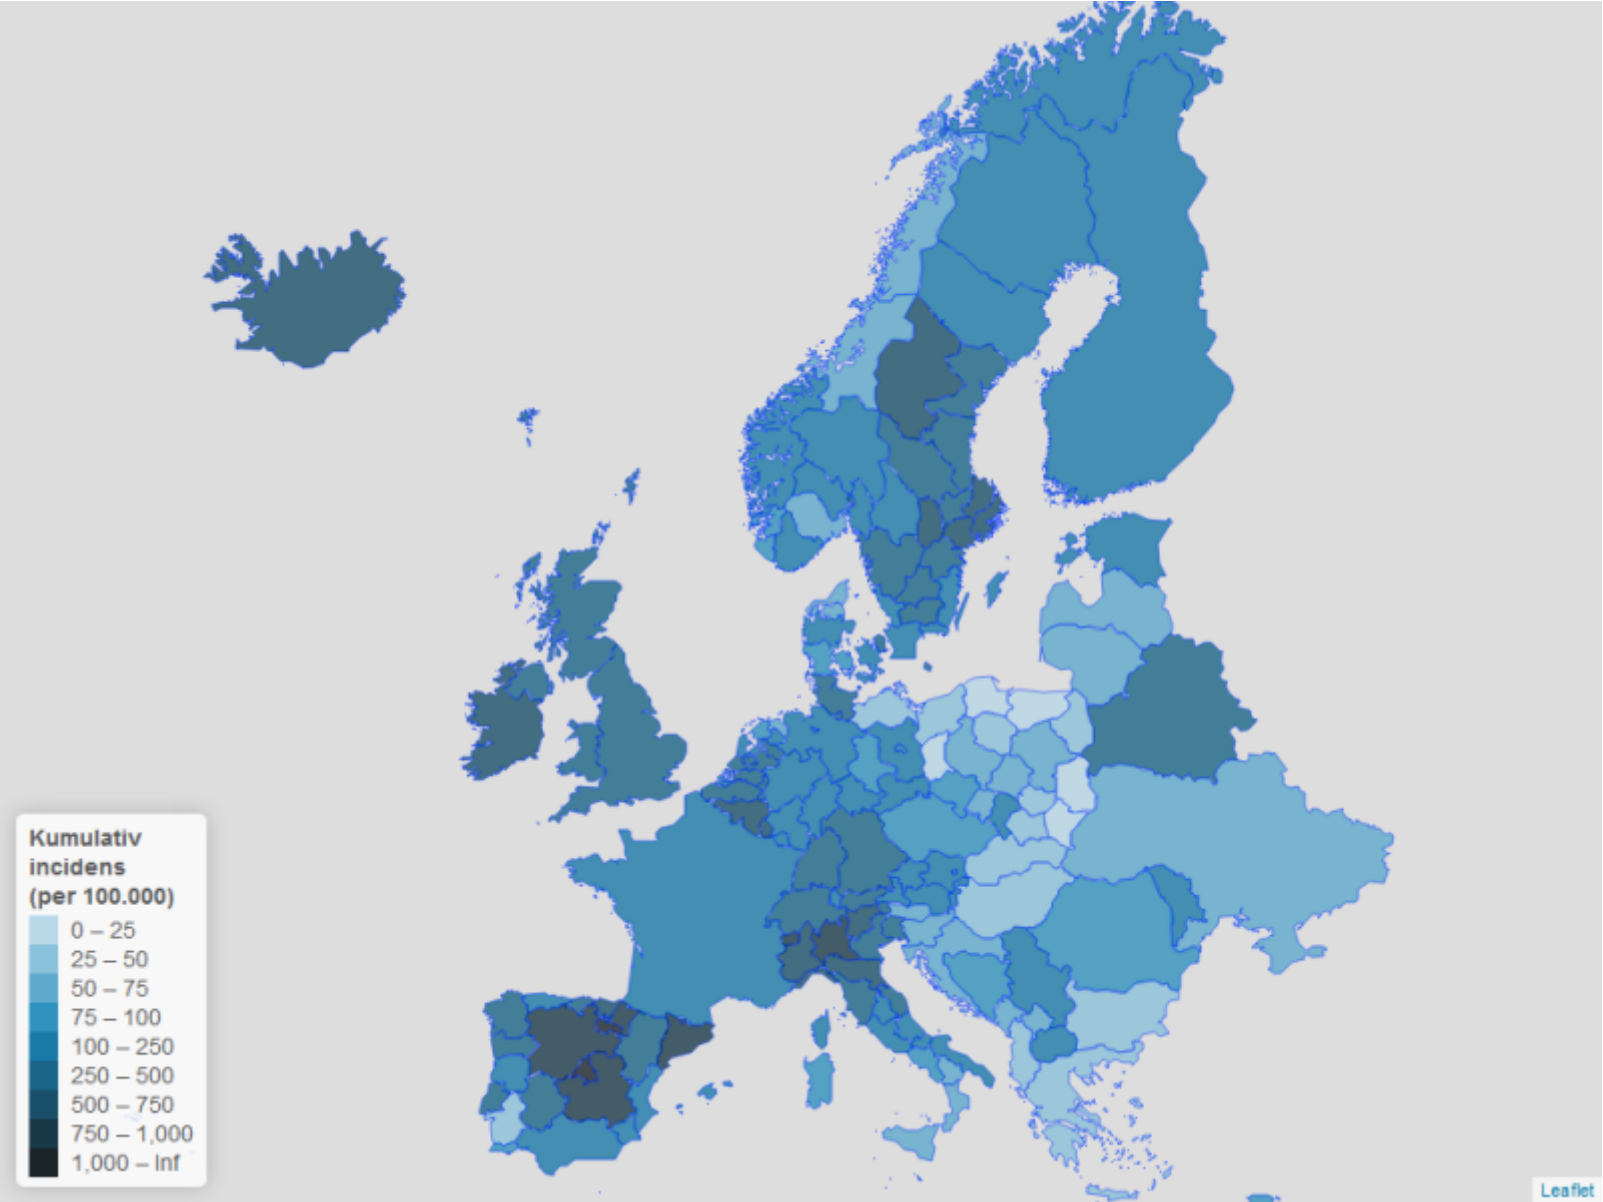 Kumulativ
incidens
(per 100.000)
0 – 25
25 – 50
50 – 75
75 – 100
100 – 250
250 – 500
500 – 750
750 – 1,000
1,000 – Inf
Leaflet